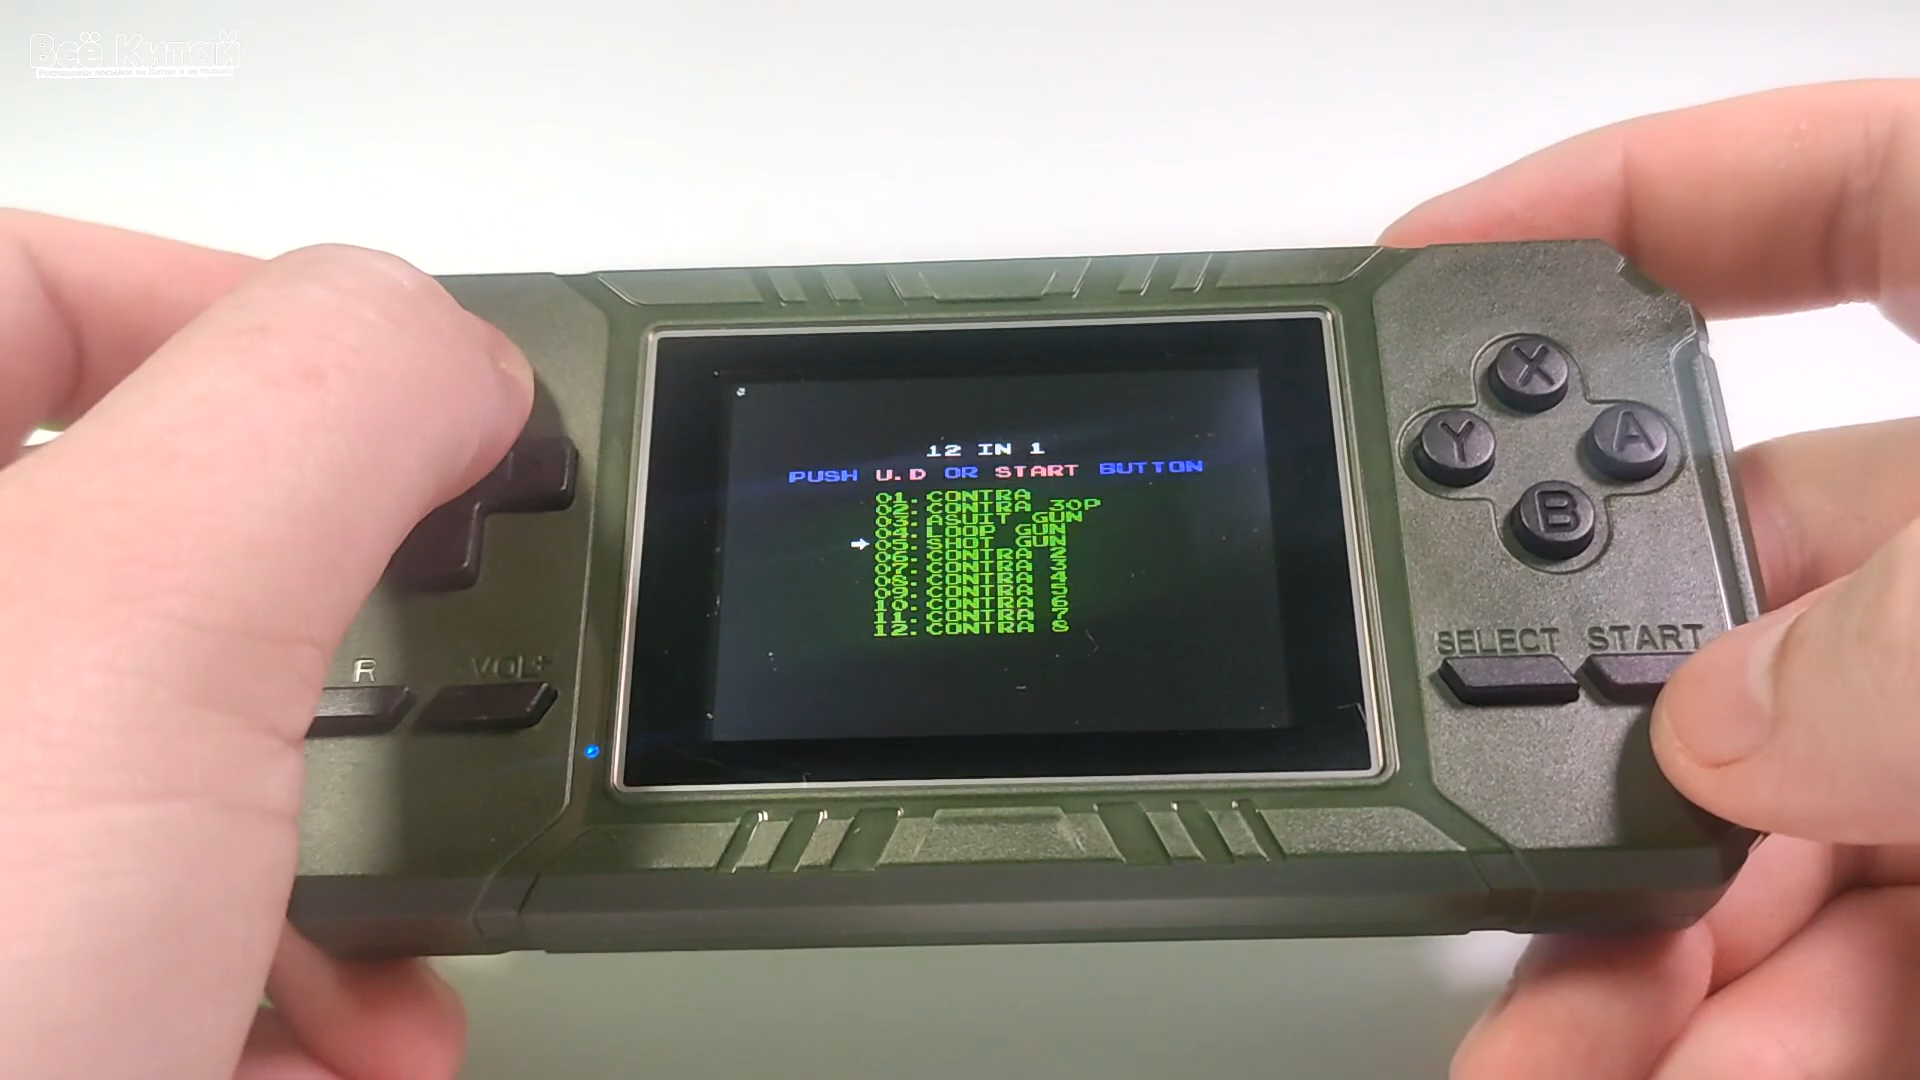 Всё Китай
12 IN 1
PUSH U.D OR START BUTTON
01. CONTRA
02. CONTRA 30P
03. ASUIT GUN
04. LOOP GUN
05. SHOT GUN
06. CONTRA 2
07. CONTRA 3
08. CONTRA 4
09. CONTRA 5
10. CONTRA 6
11. CONTRA 7
12. CONTRA 8
X
Y
A
B
SELECT START
R VOL+